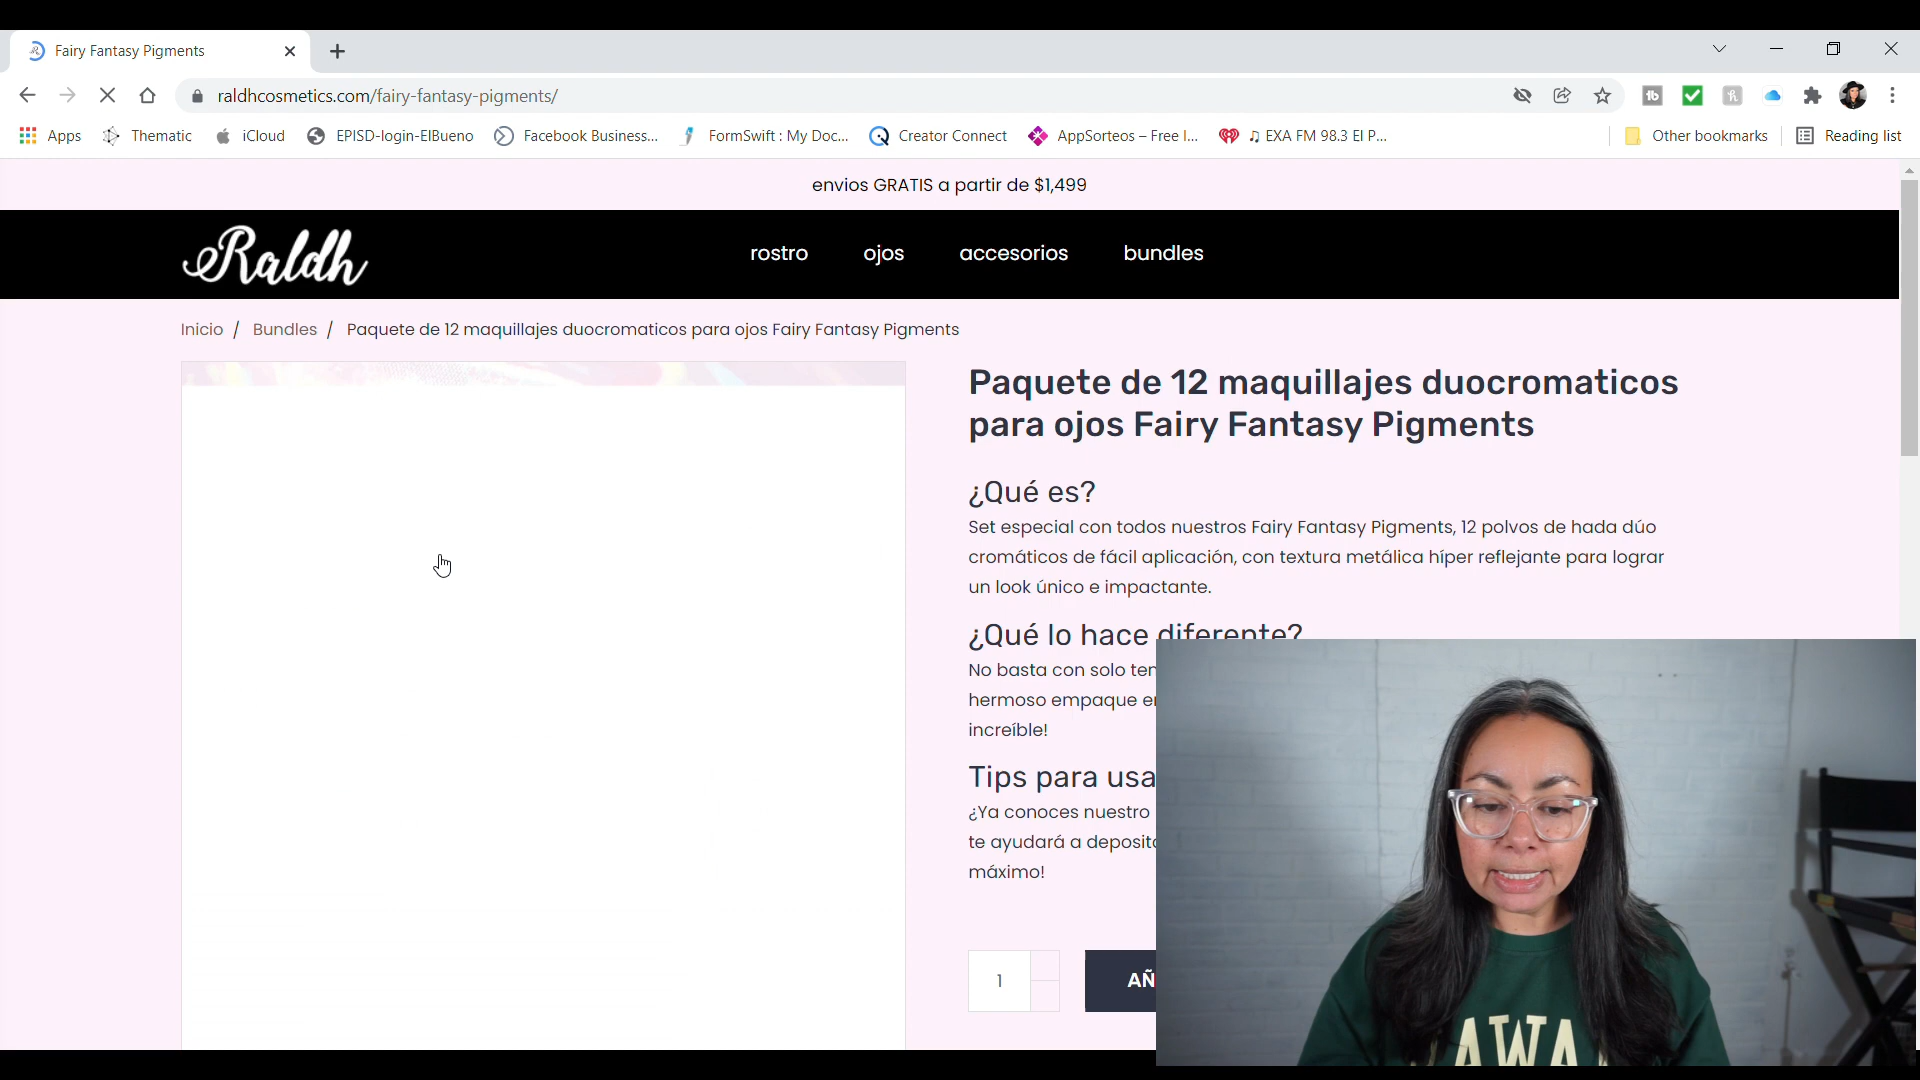 Fairy Fantasy Pigments
raldhcosmetics.com/fairy-fantasy-pigments/
Apps Thematic iCloud EPISD-login-ElBueno Facebook Business... FormSwift : My Doc... Creator Connect AppSorteos – Free I... ♫ EXA FM 98.3 El P... Other bookmarks Reading list
envios GRATIS a partir de $1,499
Raldh rostro ojos accesorios bundles
Inicio / Bundles / Paquete de 12 maquillajes duocromaticos para ojos Fairy Fantasy Pigments
Paquete de 12 maquillajes duocromaticos
para ojos Fairy Fantasy Pigments
¿Qué es?
Set especial con todos nuestros Fairy Fantasy Pigments, 12 polvos de hada dúo
cromáticos de fácil aplicación, con textura metálica híper reflejante para lograr
un look único e impactante.
¿Qué lo hace diferente?
No basta con solo ten
hermoso empaque en
increíble!
Tips para usa
¿Ya conoces nuestro
te ayudará a deposita
máximo!
1 AÑ